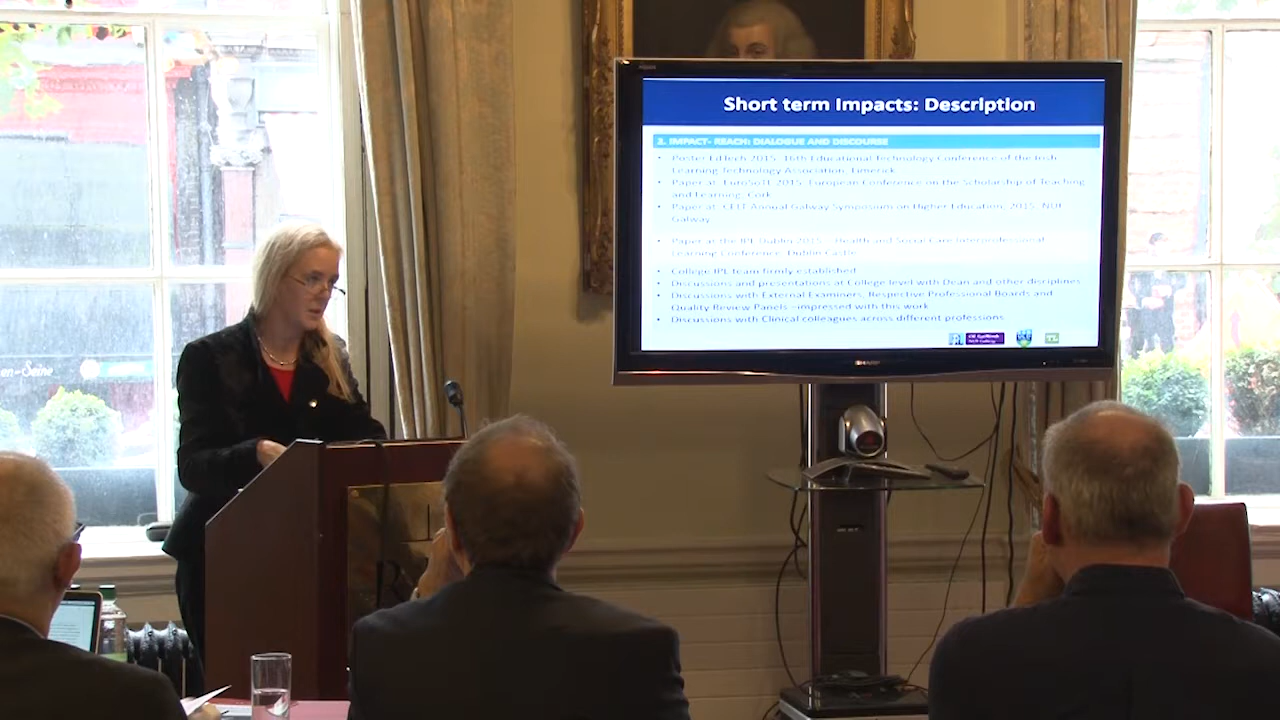 Short term Impacts: Description
2. IMPACT- REACH: DIALOGUE AND DISCOURSE
• Poster EdTech 2015: 16th Educational Technology Conference of the Irish
Learning Technology Association, Limerick
• Paper at: EuroSoTL 2015: European Conference on the Scholarship of Teaching
and Learning, Cork
• Paper at: CELT Annual Galway Symposium on Higher Education, 2015. NUI
Galway
• Paper at the IPE Dublin 2015 - Health and Social Care Interprofessional
Learning Conference, Dublin Castle
• College IPL team firmly established
• Discussions and presentations at College level with Dean and other disciplines
• Discussions with External Examiners, Respective Professional Boards and
Quality Review Panels –impressed with this work
• Discussions with Clinical colleagues across different professions
SHARP